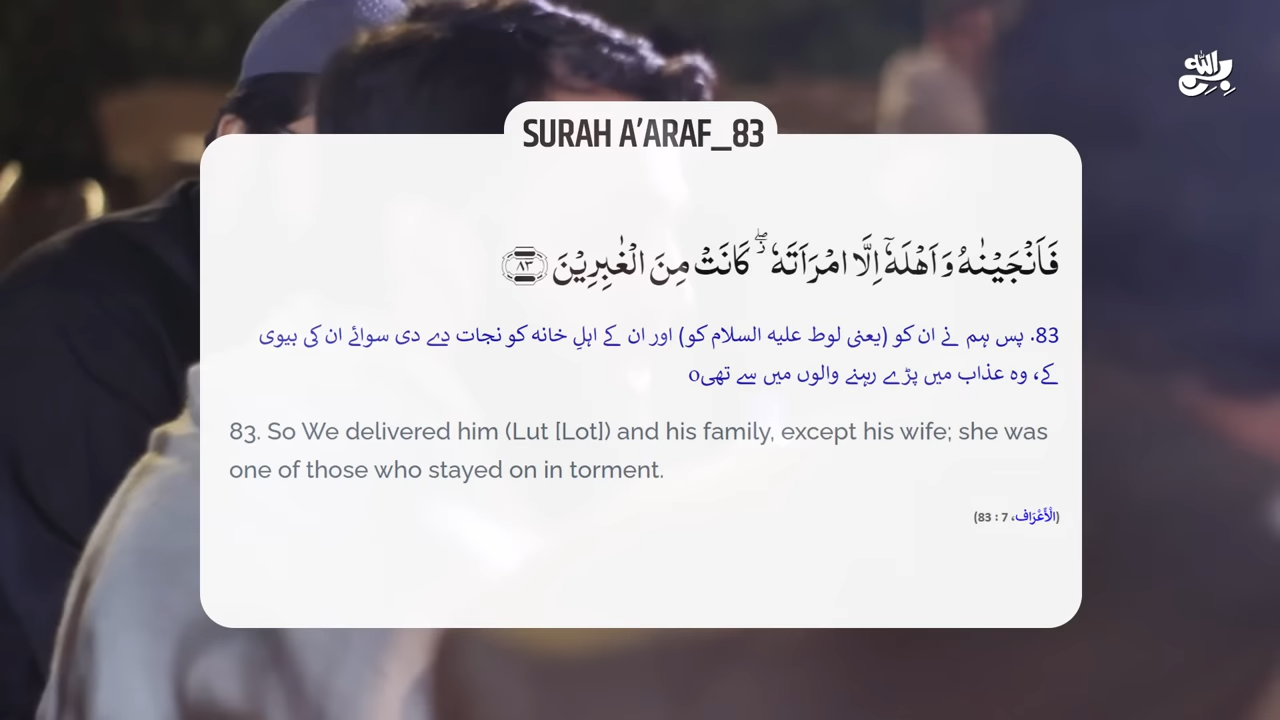 بسم الله
SURAH A’ARAF_83
فَاَنْجَيْنٰهُ وَاَهْلَهٗۤ اِلَّا امْرَاَتَهٗ ۖؗ كَانَتْ مِنَ الْغٰبِرِيْنَ ﴿۸۳﴾
83. پس ہم نے ان کو (یعنی لوط علیہ السلام کو) اور ان کے اہلِ خانہ کو نجات دے دی سوائے ان کی بیوی
کے، وہ عذاب میں پڑے رہنے والوں میں سے تھیo
83. So We delivered him (Lut [Lot]) and his family, except his wife; she was
one of those who stayed on in torment.
(الْأَعْرَاف، 7 : 83)